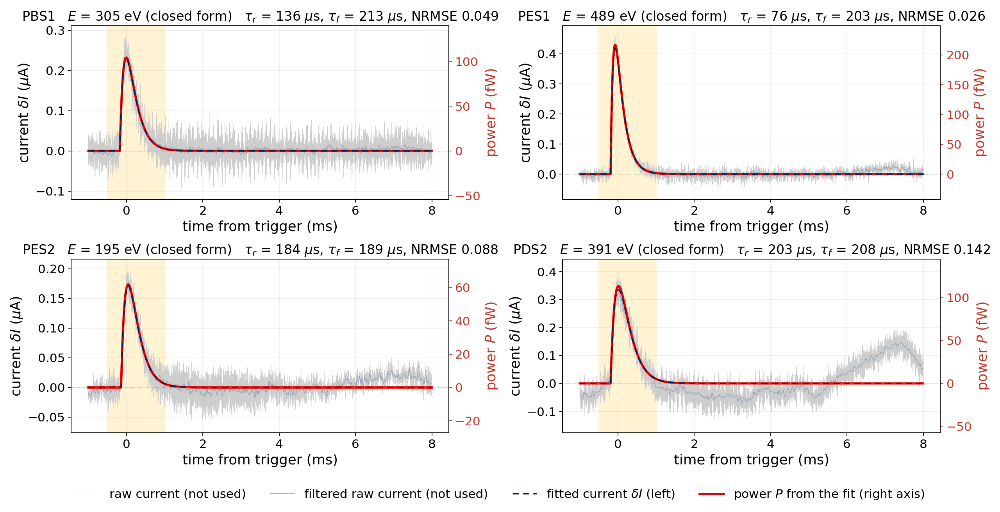 PBS1 E = 305 eV (closed form) τr = 136 μs, τf = 213 μs, NRMSE 0.049
0.3
0.2
0.1
0.0
−0.1
current δI (μA)
100
50
0
−50
power P (fW)
0 2 4 6 8
time from trigger (ms)
PES1 E = 489 eV (closed form) τr = 76 μs, τf = 203 μs, NRMSE 0.026
0.4
0.3
0.2
0.1
0.0
current δI (μA)
200
150
100
50
0
power P (fW)
0 2 4 6 8
time from trigger (ms)
PES2 E = 195 eV (closed form) τr = 184 μs, τf = 189 μs, NRMSE 0.088
0.20
0.15
0.10
0.05
0.00
−0.05
current δI (μA)
60
40
20
0
−20
power P (fW)
0 2 4 6 8
time from trigger (ms)
PDS2 E = 391 eV (closed form) τr = 203 μs, τf = 208 μs, NRMSE 0.142
0.4
0.3
0.2
0.1
0.0
−0.1
current δI (μA)
100
50
0
−50
power P (fW)
0 2 4 6 8
time from trigger (ms)
raw current (not used) filtered raw current (not used) fitted current δI (left) power P from the fit (right axis)